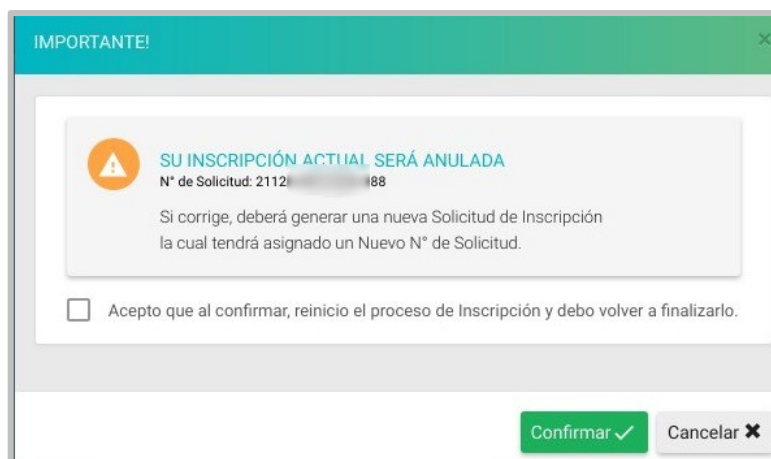 IMPORTANTE!
SU INSCRIPCIÓN ACTUAL SERÁ ANULADA
N° de Solicitud: 2112 88
Si corrige, deberá generar una nueva Solicitud de Inscripción
la cual tendrá asignado un Nuevo N° de Solicitud.
Acepto que al confirmar, reinicio el proceso de Inscripción y debo volver a finalizarlo.
Confirmar
Cancelar